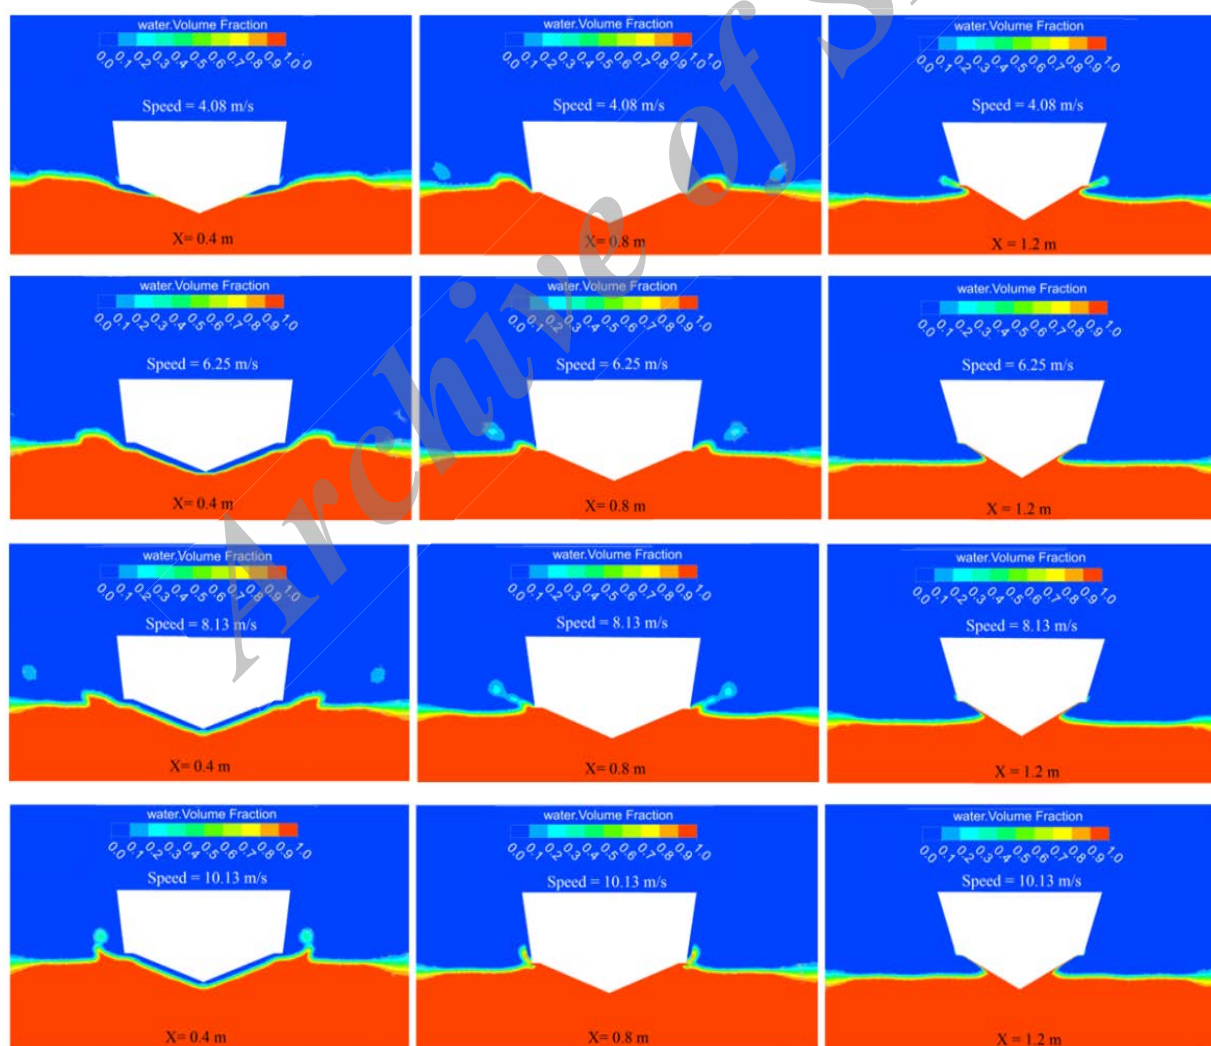 water.Volume Fraction
0.0 0.1 0.2 0.3 0.4 0.5 0.6 0.7 0.8 0.9 1.0
Speed = 4.08 m/s
X= 0.4 m
water.Volume Fraction
0.0 0.1 0.2 0.3 0.4 0.5 0.6 0.7 0.8 0.9 1.0
Speed = 4.08 m/s
X= 0.8 m
water.Volume Fraction
0.0 0.1 0.2 0.3 0.4 0.5 0.6 0.7 0.8 0.9 1.0
Speed = 4.08 m/s
X = 1.2 m
water.Volume Fraction
0.0 0.1 0.2 0.3 0.4 0.5 0.6 0.7 0.8 0.9 1.0
Speed = 6.25 m/s
X= 0.4 m
water.Volume Fraction
0.0 0.1 0.2 0.3 0.4 0.5 0.6 0.7 0.8 0.9 1.0
Speed = 6.25 m/s
X= 0.8 m
water.Volume Fraction
0.0 0.1 0.2 0.3 0.4 0.5 0.6 0.7 0.8 0.9 1.0
Speed = 6.25 m/s
X = 1.2 m
water.Volume Fraction
0.0 0.1 0.2 0.3 0.4 0.5 0.6 0.7 0.8 0.9 1.0
Speed = 8.13 m/s
X= 0.4 m
water.Volume Fraction
0.0 0.1 0.2 0.3 0.4 0.5 0.6 0.7 0.8 0.9 1.0
Speed = 8.13 m/s
X= 0.8 m
water.Volume Fraction
0.0 0.1 0.2 0.3 0.4 0.5 0.6 0.7 0.8 0.9 1.0
Speed = 8.13 m/s
X = 1.2 m
water.Volume Fraction
0.0 0.1 0.2 0.3 0.4 0.5 0.6 0.7 0.8 0.9 1.0
Speed = 10.13 m/s
X= 0.4 m
water.Volume Fraction
0.0 0.1 0.2 0.3 0.4 0.5 0.6 0.7 0.8 0.9 1.0
Speed = 10.13 m/s
X= 0.8 m
water.Volume Fraction
0.0 0.1 0.2 0.3 0.4 0.5 0.6 0.7 0.8 0.9 1.0
Speed = 10.13 m/s
X = 1.2 m
Archive of